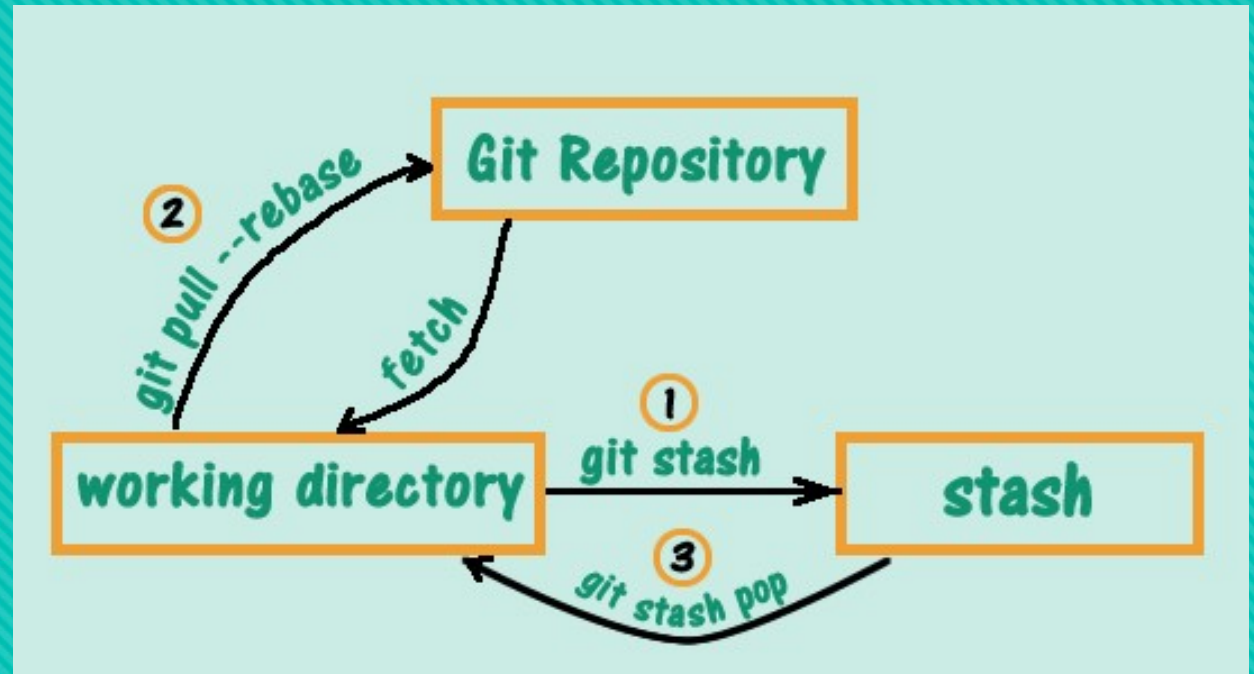 Git Repository
2
git pull --rebase
fetch
1
git stash
working directory
stash
3
git stash pop